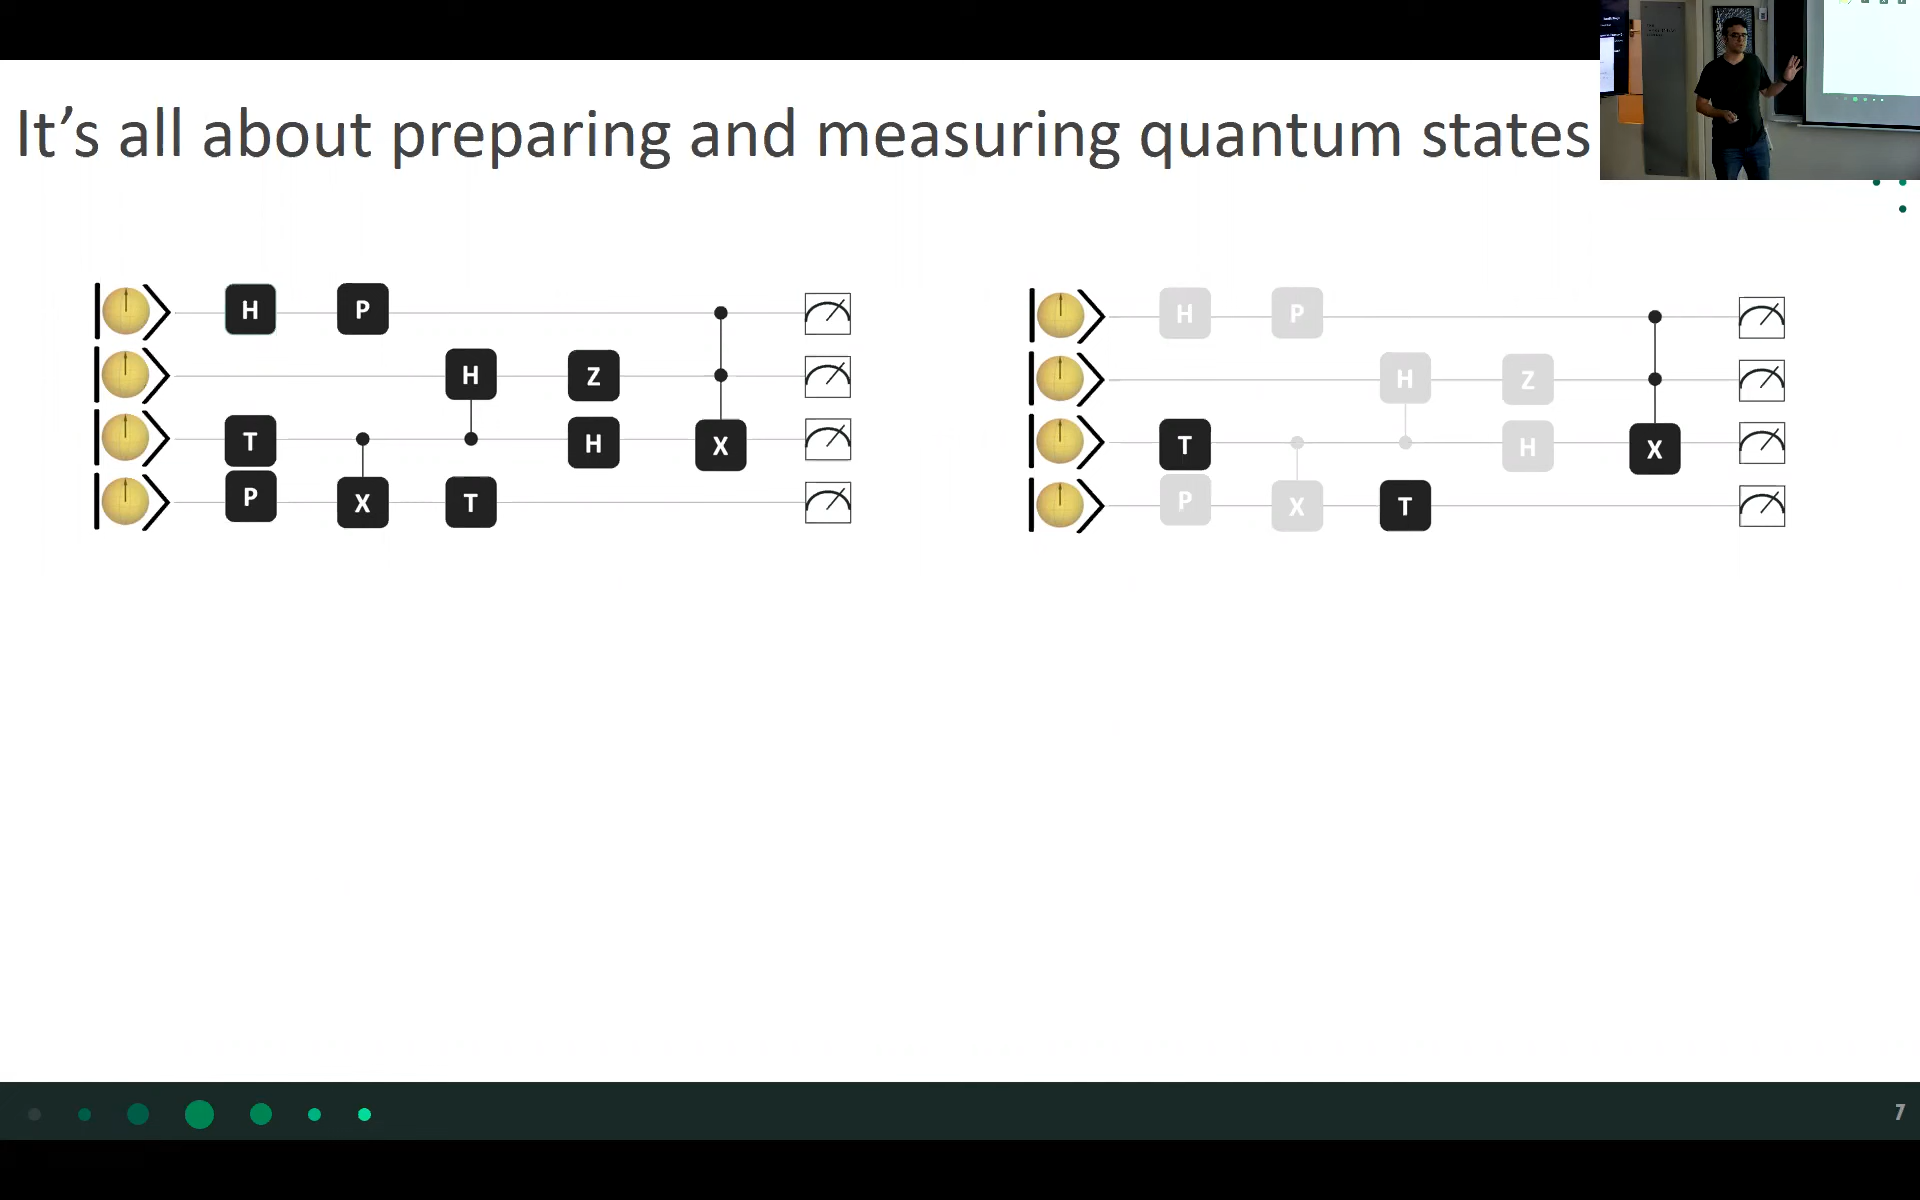 It’s all about preparing and measuring quantum states
H P H P
H Z H Z
T H X T H X
P X T P X T
7